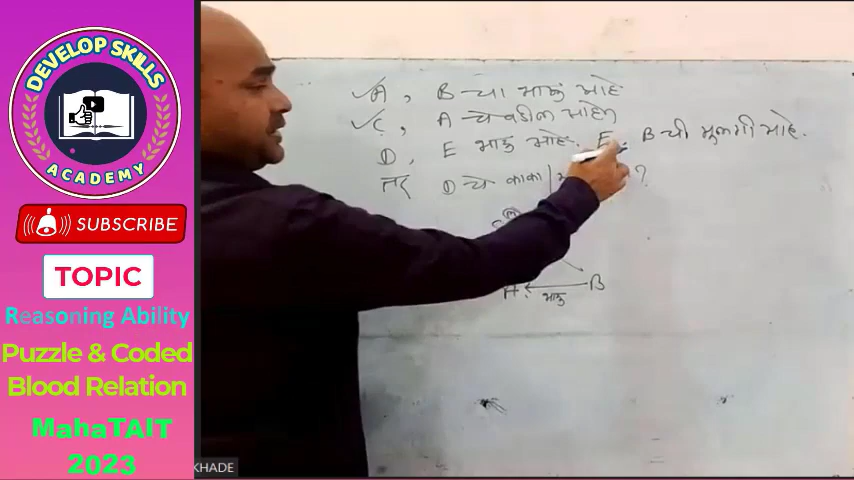 DEVELOP SKILLS
ACADEMY
SUBSCRIBE
TOPIC
Reasoning Ability
Puzzle & Coded
Blood Relation
MahaTAIT
2023
✓A, B च्या भाऊ आहे
✓C, A चे वडील आहेत
D, E भाऊ आहे. E, B ची मुलगी आहे.
तर D चे काका ?
A भाऊ B
KHADE